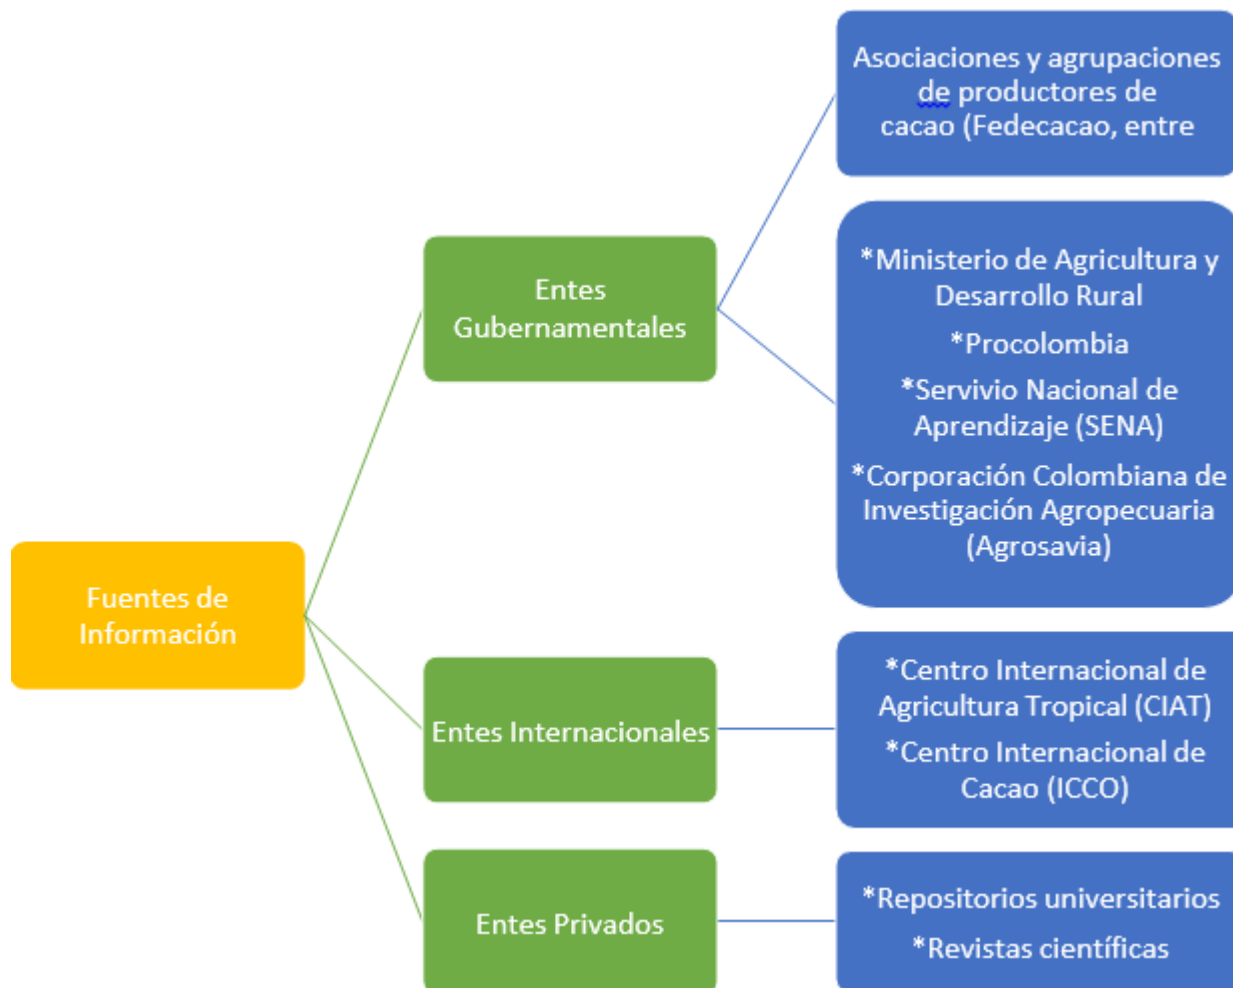 Fuentes de
Información
Entes
Gubernamentales
Asociaciones y agrupaciones
de productores de
cacao (Fedecacao, entre
*Ministerio de Agricultura y
Desarrollo Rural
*Procolombia
*Servivio Nacional de
Aprendizaje (SENA)
*Corporación Colombiana de
Investigación Agropecuaria
(Agrosavia)
Entes Internacionales
*Centro Internacional de
Agricultura Tropical (CIAT)
*Centro Internacional de
Cacao (ICCO)
Entes Privados
*Repositorios universitarios
*Revistas científicas